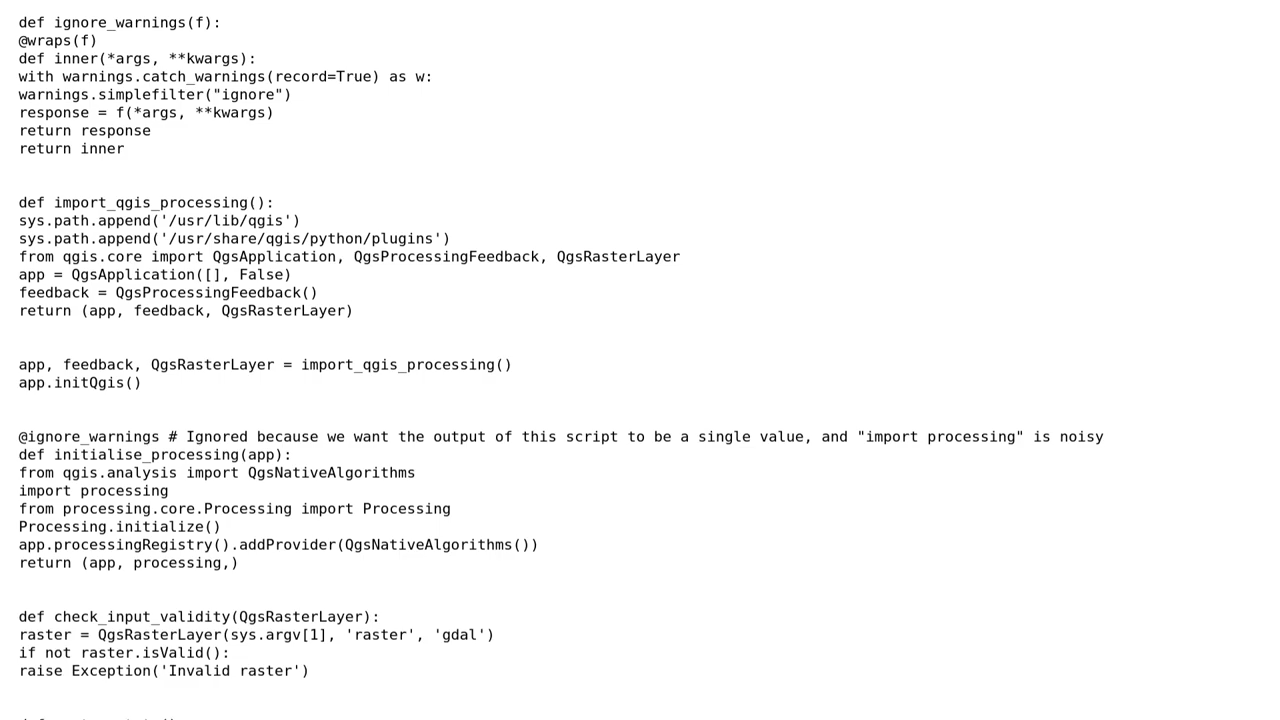 def ignore_warnings(f):
@wraps(f)
def inner(*args, **kwargs):
with warnings.catch_warnings(record=True) as w:
warnings.simplefilter("ignore")
response = f(*args, **kwargs)
return response
return inner
def import_qgis_processing():
sys.path.append('/usr/lib/qgis')
sys.path.append('/usr/share/qgis/python/plugins')
from qgis.core import QgsApplication, QgsProcessingFeedback, QgsRasterLayer
app = QgsApplication([], False)
feedback = QgsProcessingFeedback()
return (app, feedback, QgsRasterLayer)
app, feedback, QgsRasterLayer = import_qgis_processing()
app.initQgis()
@ignore_warnings # Ignored because we want the output of this script to be a single value, and "import processing" is noisy
def initialise_processing(app):
from qgis.analysis import QgsNativeAlgorithms
import processing
from processing.core.Processing import Processing
Processing.initialize()
app.processingRegistry().addProvider(QgsNativeAlgorithms())
return (app, processing,)
def check_input_validity(QgsRasterLayer):
raster = QgsRasterLayer(sys.argv[1], 'raster', 'gdal')
if not raster.isValid():
raise Exception('Invalid raster')